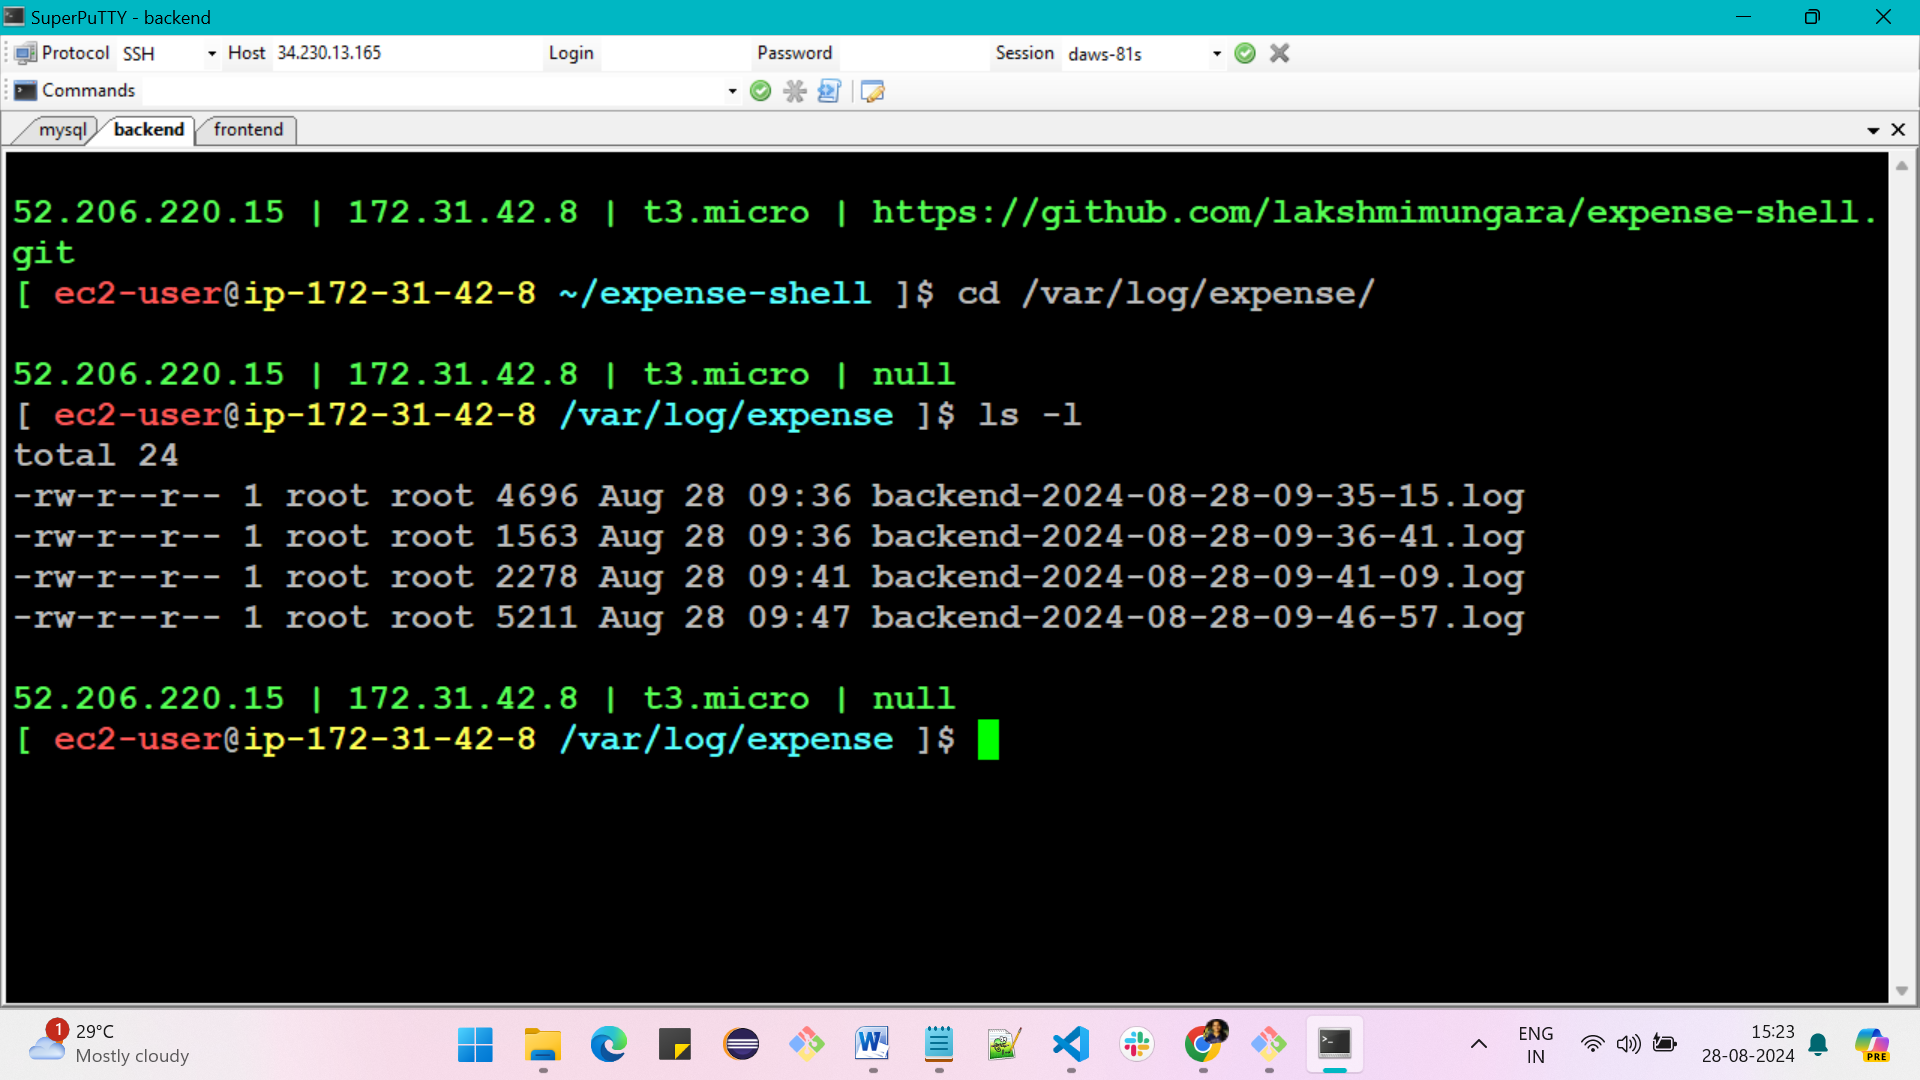 SuperPuTTY - backend
Protocol SSH Host 34.230.13.165 Login Password Session daws-81s
Commands
mysql backend frontend
52.206.220.15 | 172.31.42.8 | t3.micro | https://github.com/lakshmimungara/expense-shell.
git
[ ec2-user@ip-172-31-42-8 ~/expense-shell ]$ cd /var/log/expense/
52.206.220.15 | 172.31.42.8 | t3.micro | null
[ ec2-user@ip-172-31-42-8 /var/log/expense ]$ ls -l
total 24
-rw-r--r-- 1 root root 4696 Aug 28 09:36 backend-2024-08-28-09-35-15.log
-rw-r--r-- 1 root root 1563 Aug 28 09:36 backend-2024-08-28-09-36-41.log
-rw-r--r-- 1 root root 2278 Aug 28 09:41 backend-2024-08-28-09-41-09.log
-rw-r--r-- 1 root root 5211 Aug 28 09:47 backend-2024-08-28-09-46-57.log
52.206.220.15 | 172.31.42.8 | t3.micro | null
[ ec2-user@ip-172-31-42-8 /var/log/expense ]$
1 29°C
Mostly cloudy
ENG
IN
15:23
28-08-2024
PRE